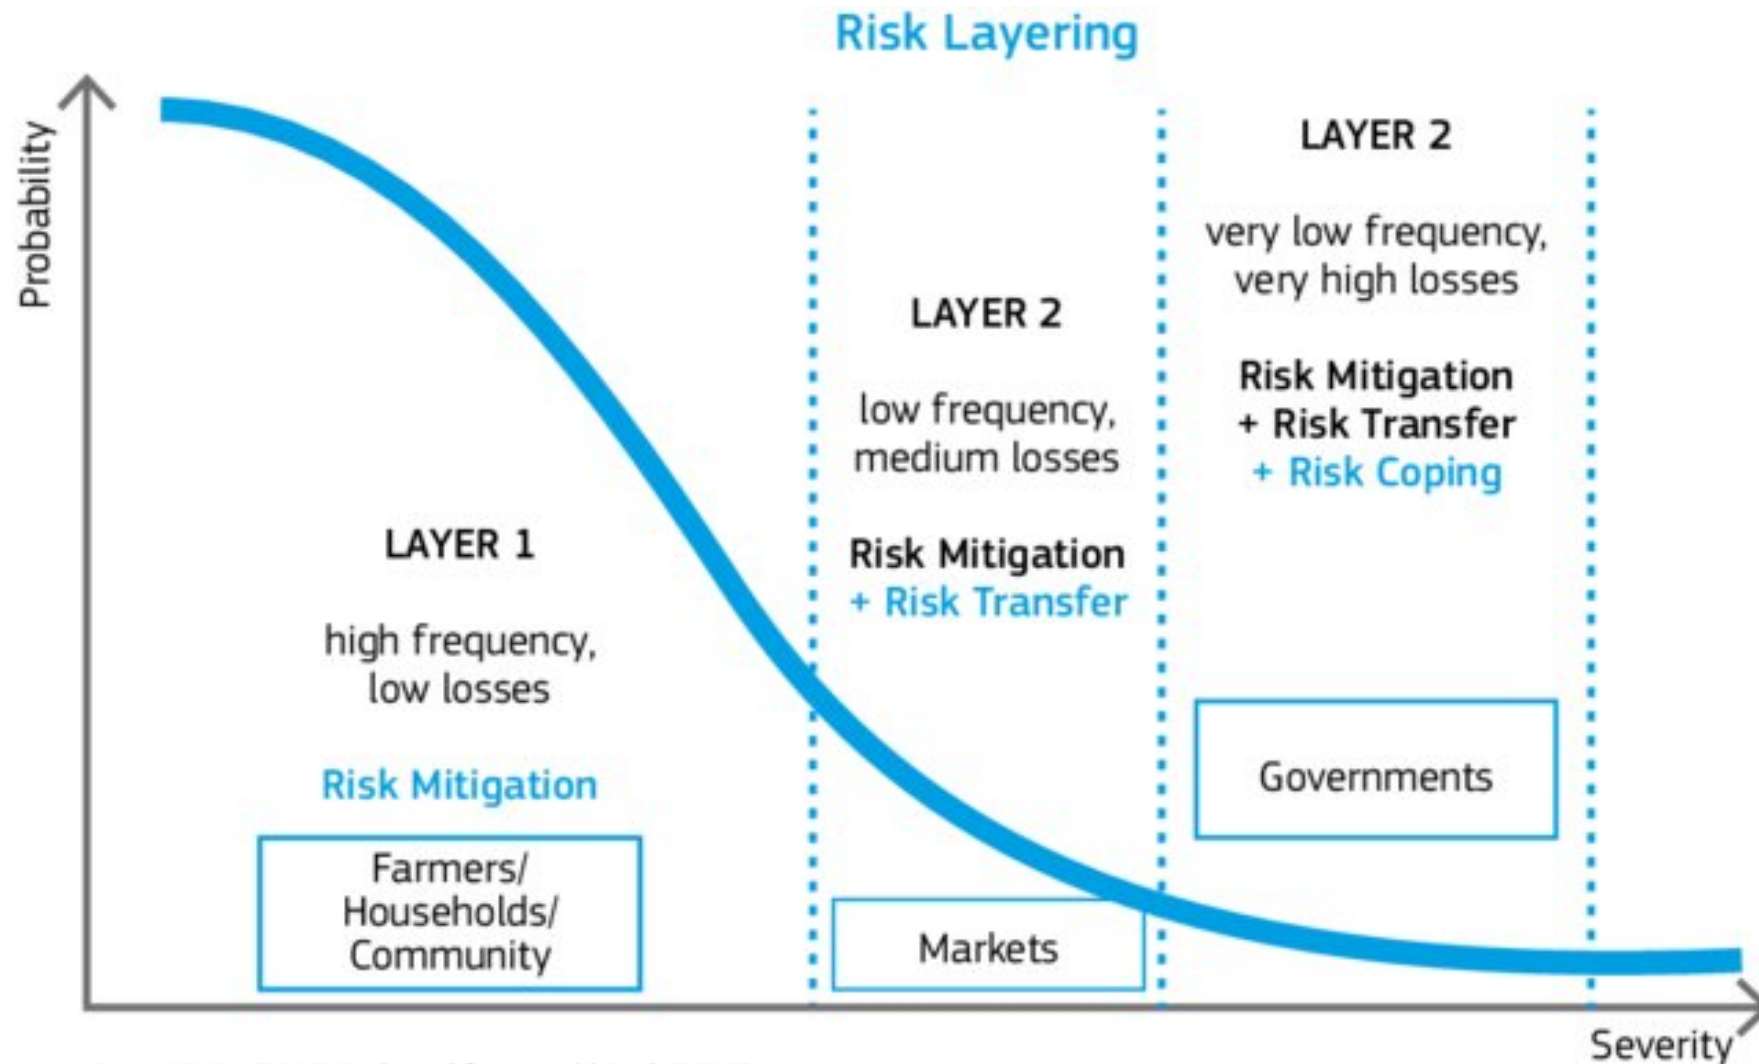 Risk Layering
Probability
LAYER 1
high frequency,
low losses
Risk Mitigation
Farmers/
Households/
Community
LAYER 2
low frequency,
medium losses
Risk Mitigation
+ Risk Transfer
Markets
LAYER 2
very low frequency,
very high losses
Risk Mitigation
+ Risk Transfer
+ Risk Coping
Governments
Severity